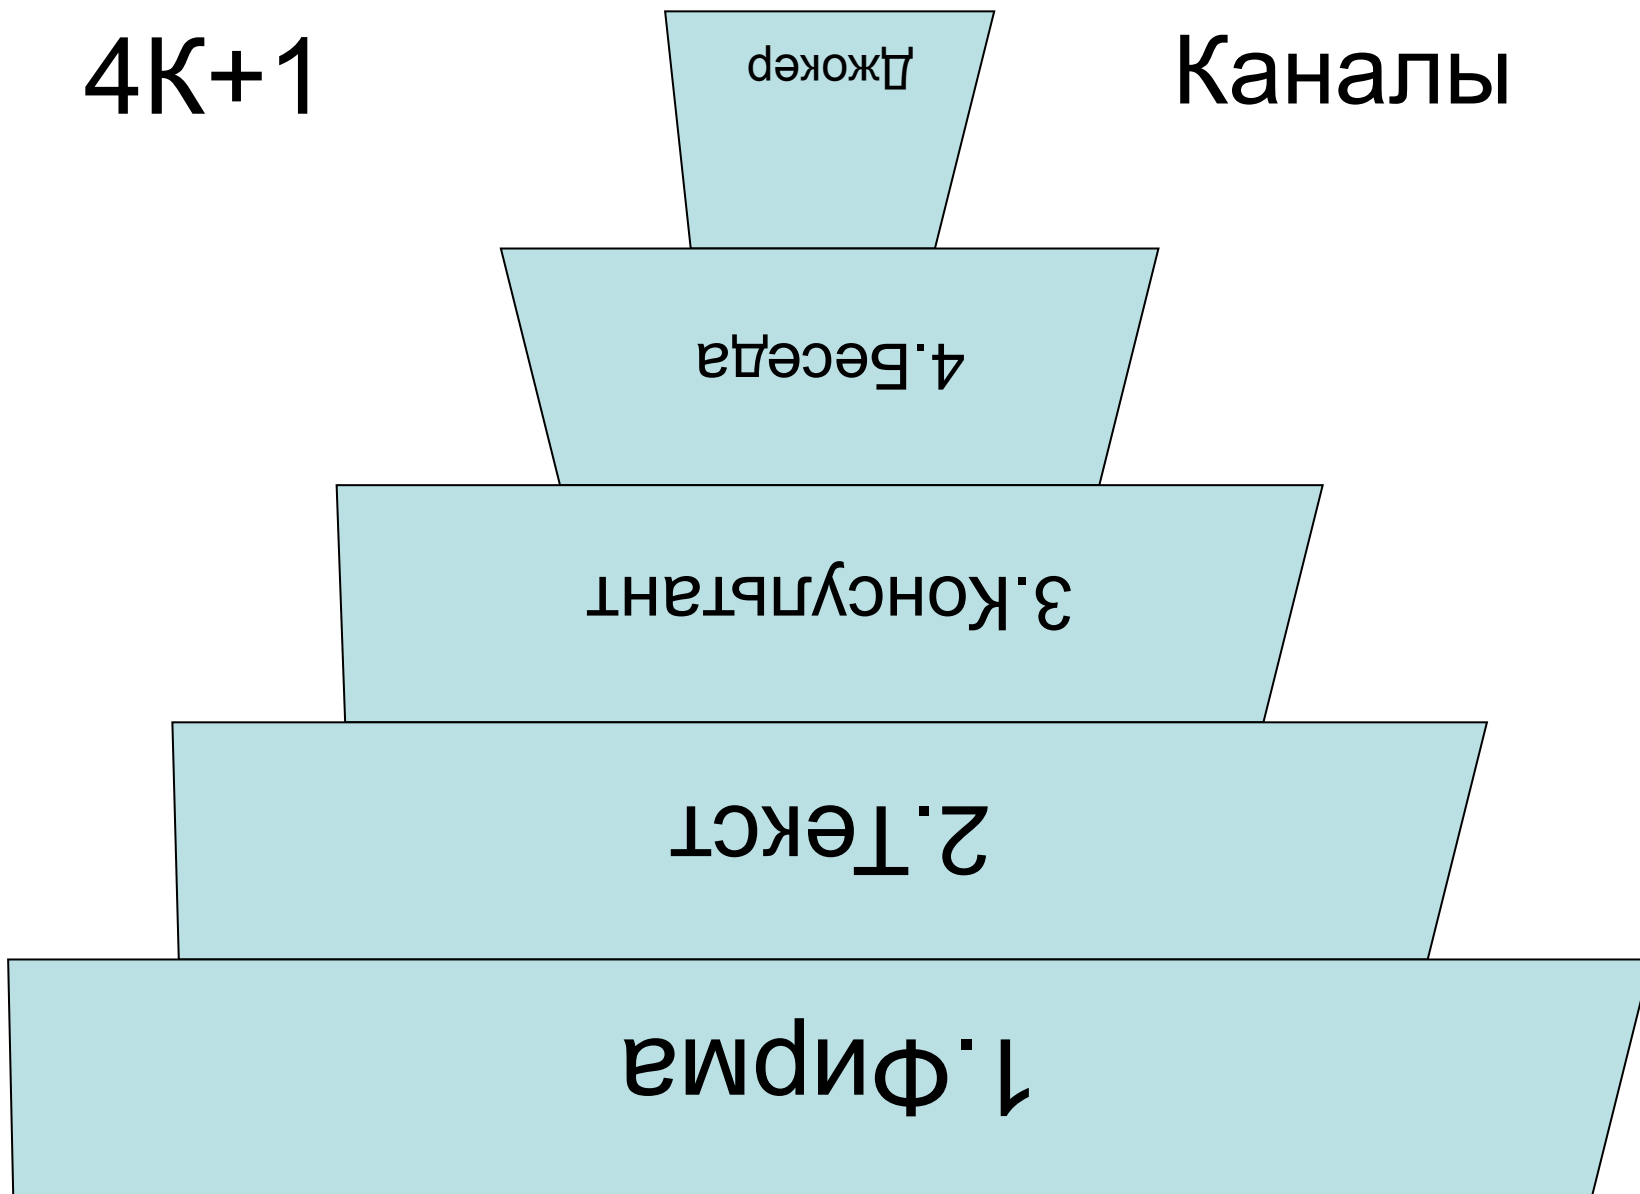 4К+1
Каналы
Джокер
4.Беседа
3.Консультант
2.Текст
1.Фирма